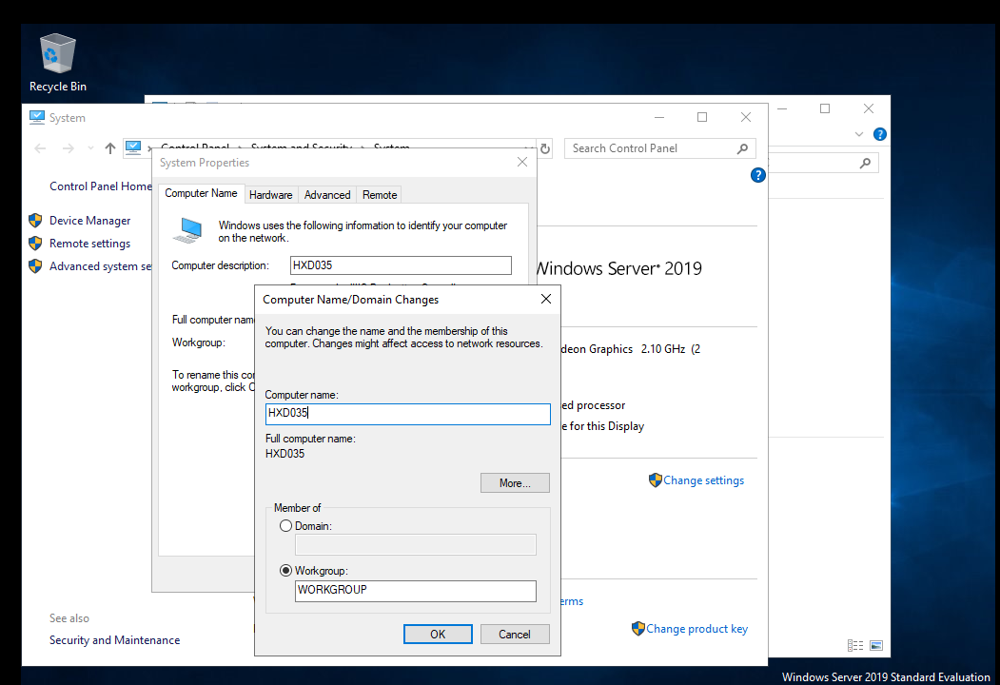 Recycle Bin
System
Control Panel > System and Security > System
Search Control Panel
System Properties
Control Panel Home
Computer Name
Hardware
Advanced
Remote
Device Manager
Remote settings
Advanced system se
Windows uses the following information to identify your computer
on the network.
Computer description:
HXD035
Windows Server® 2019
Full computer nam
Workgroup:
To rename this co
workgroup, click C
Computer Name/Domain Changes
You can change the name and the membership of this
computer. Changes might affect access to network resources.
Computer name:
HXD035
Full computer name:
HXD035
More...
Member of
Domain:
Workgroup:
WORKGROUP
OK
Cancel
deon Graphics 2.10 GHz (2
ed processor
e for this Display
Change settings
erms
Change product key
See also
Security and Maintenance
Windows Server 2019 Standard Evaluation